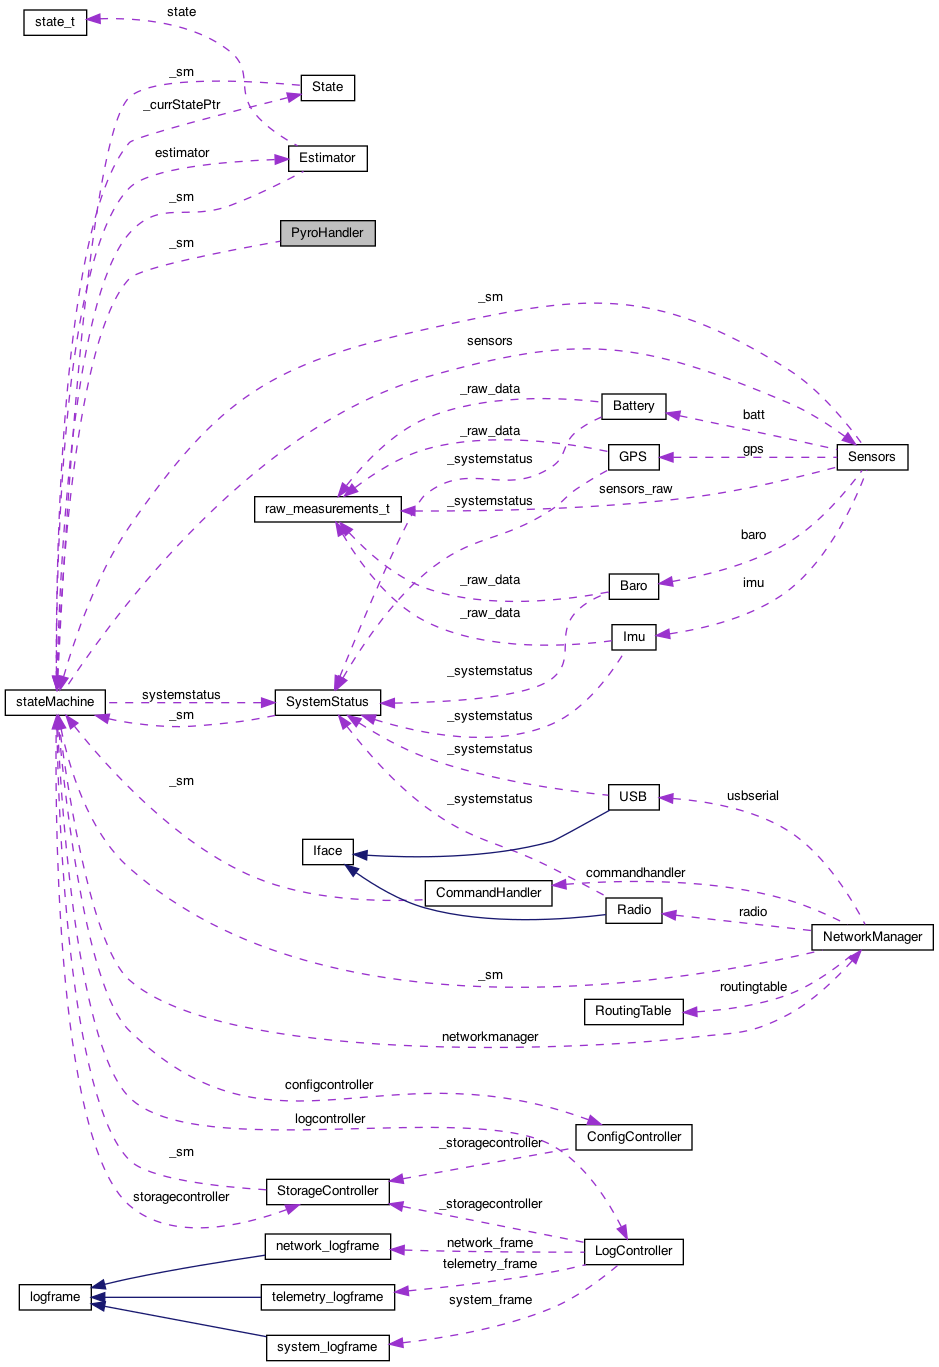 state
state_t
_sm
State
_currStatePtr
estimator
Estimator
_sm
PyroHandler
_sm
_sm
sensors
_raw_data
Battery
batt
_raw_data
GPS
gps
Sensors
_systemstatus
sensors_raw
_systemstatus
raw_measurements_t
baro
_raw_data
Baro
imu
_raw_data
Imu
_systemstatus
stateMachine
systemstatus
SystemStatus
_sm
_systemstatus
_systemstatus
_sm
_systemstatus
USB
usbserial
Iface
commandhandler
CommandHandler
Radio
radio
NetworkManager
_sm
routingtable
RoutingTable
networkmanager
configcontroller
logcontroller
ConfigController
_storagecontroller
_sm
StorageController
storagecontroller
_storagecontroller
network_logframe
network_frame
LogController
telemetry_frame
logframe
telemetry_logframe
system_frame
system_logframe